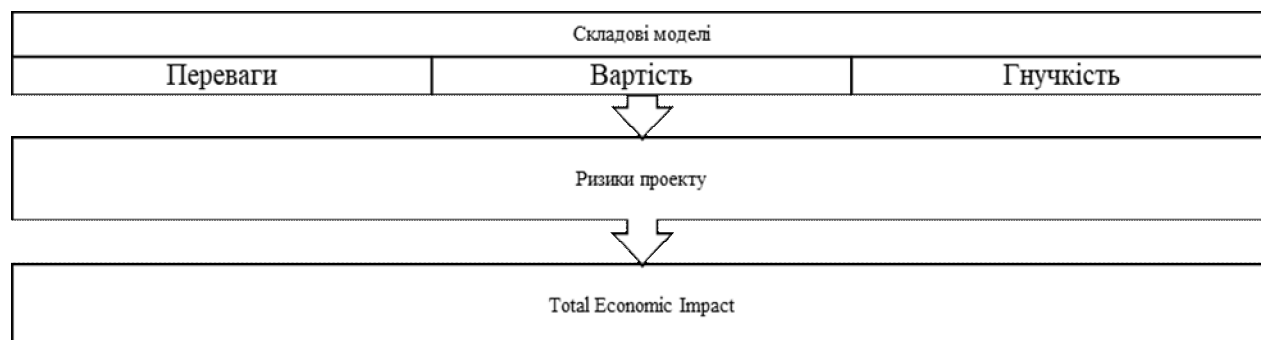 Складові моделі
Переваги Вартість Гнучкість
Ризики проекту
Total Economic Impact